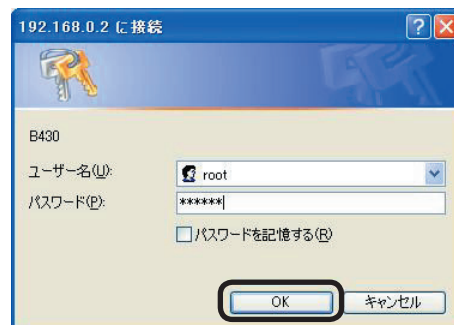 192.168.0.2 に接続
B430
ユーザー名(U):
root
パスワード(P):
******
パスワードを記憶する(R)
OK キャンセル